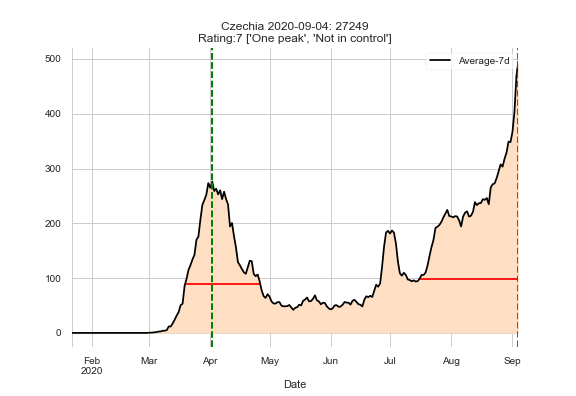 Czechia 2020-09-04: 27249
Rating:7 ['One peak', 'Not in control']
Average-7d
500
400
300
200
100
0
Feb
2020
Mar
Apr
May
Jun
Jul
Aug
Sep
Date